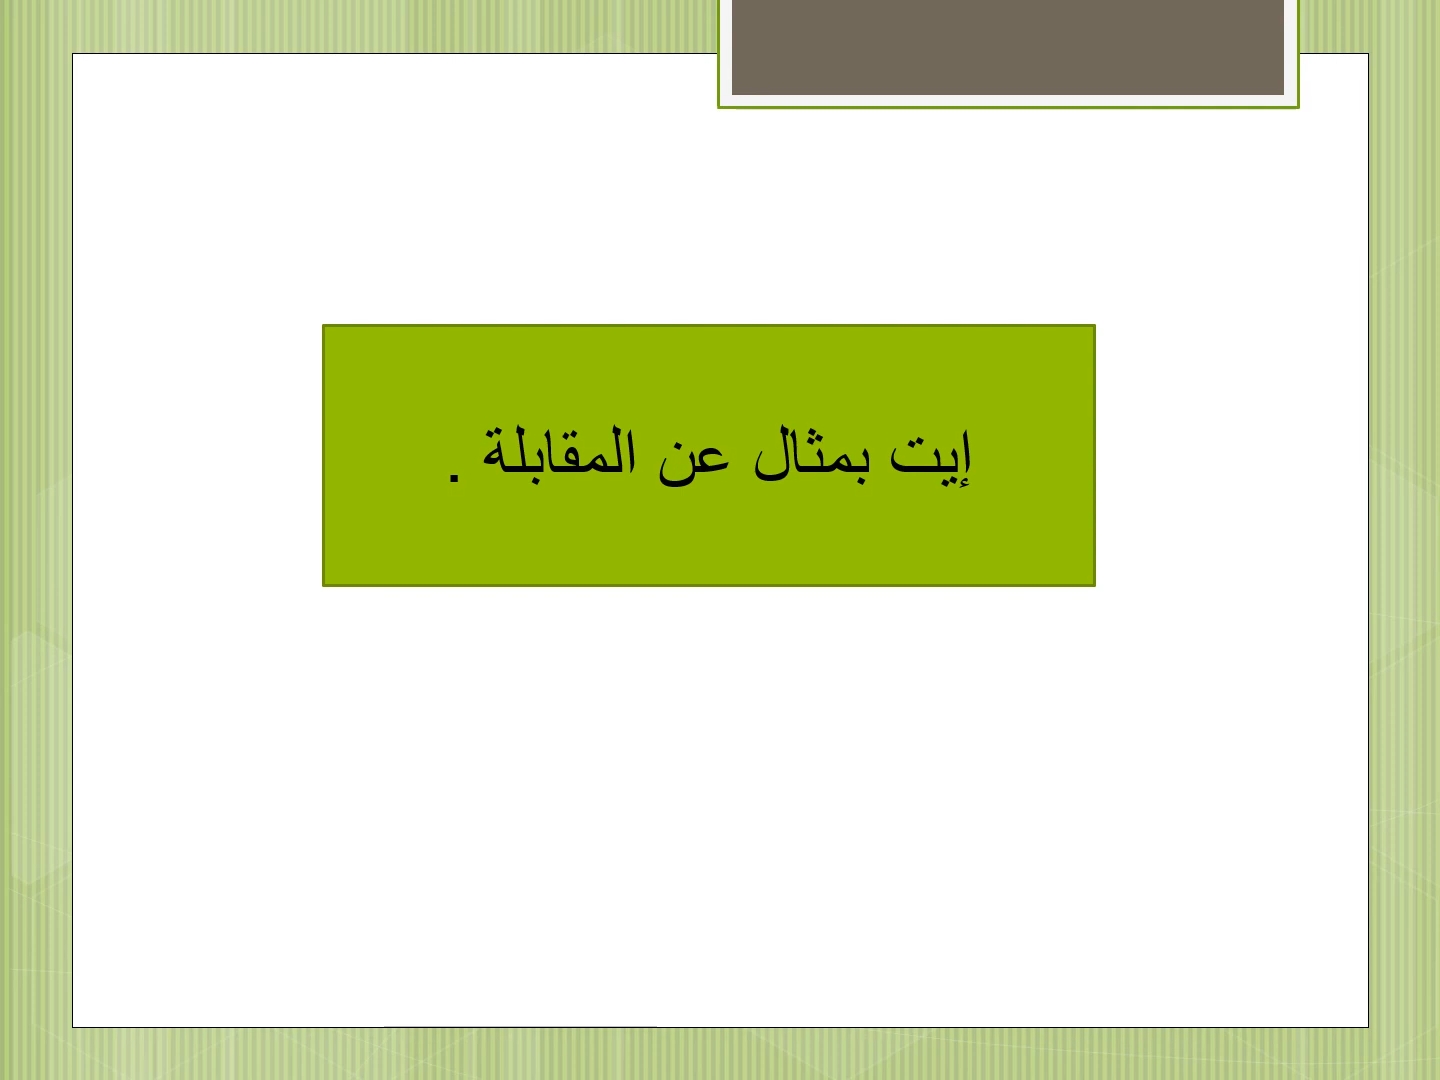 إيت بمثال عن المقابلة .